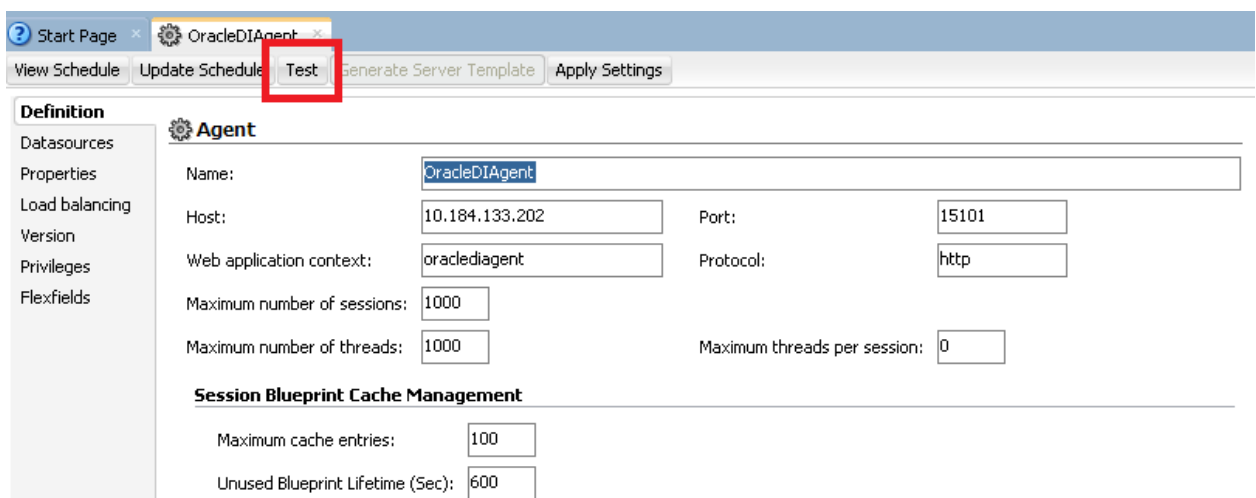 Start Page OracleDIAgent
View Schedule Update Schedule Test Generate Server Template Apply Settings
Definition
Datasources
Properties
Load balancing
Version
Privileges
Flexfields
Agent
Name: OracleDIAgent
Host: 10.184.133.202 Port: 15101
Web application context: oraclediagent Protocol: http
Maximum number of sessions: 1000
Maximum number of threads: 1000 Maximum threads per session: 0
Session Blueprint Cache Management
Maximum cache entries: 100
Unused Blueprint Lifetime (Sec): 600